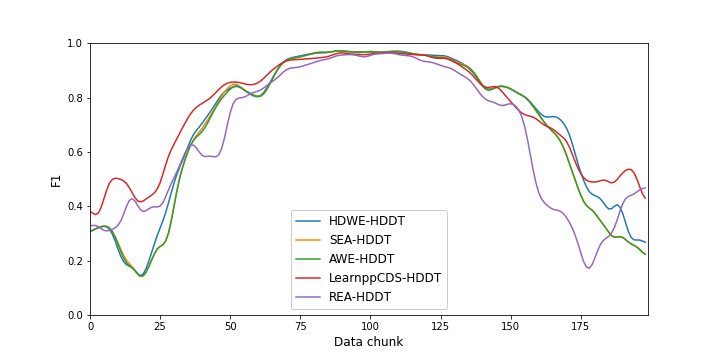 1.0
0.8
0.6
0.4
0.2
0.0
F1
HDWE-HDDT
SEA-HDDT
AWE-HDDT
LearnppCDS-HDDT
REA-HDDT
0 25 50 75 100 125 150 175
Data chunk